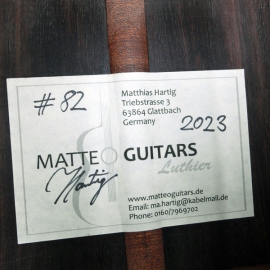 # 82
Matthias Hartig
Triebstrasse 3
63864 Glattbach
Germany
2023
MATTEO GUITARS
Luthier
Hartig
www.matteoguitars.de
Email: ma.hartig@kabelmail.de
Phone: 0160/7969702